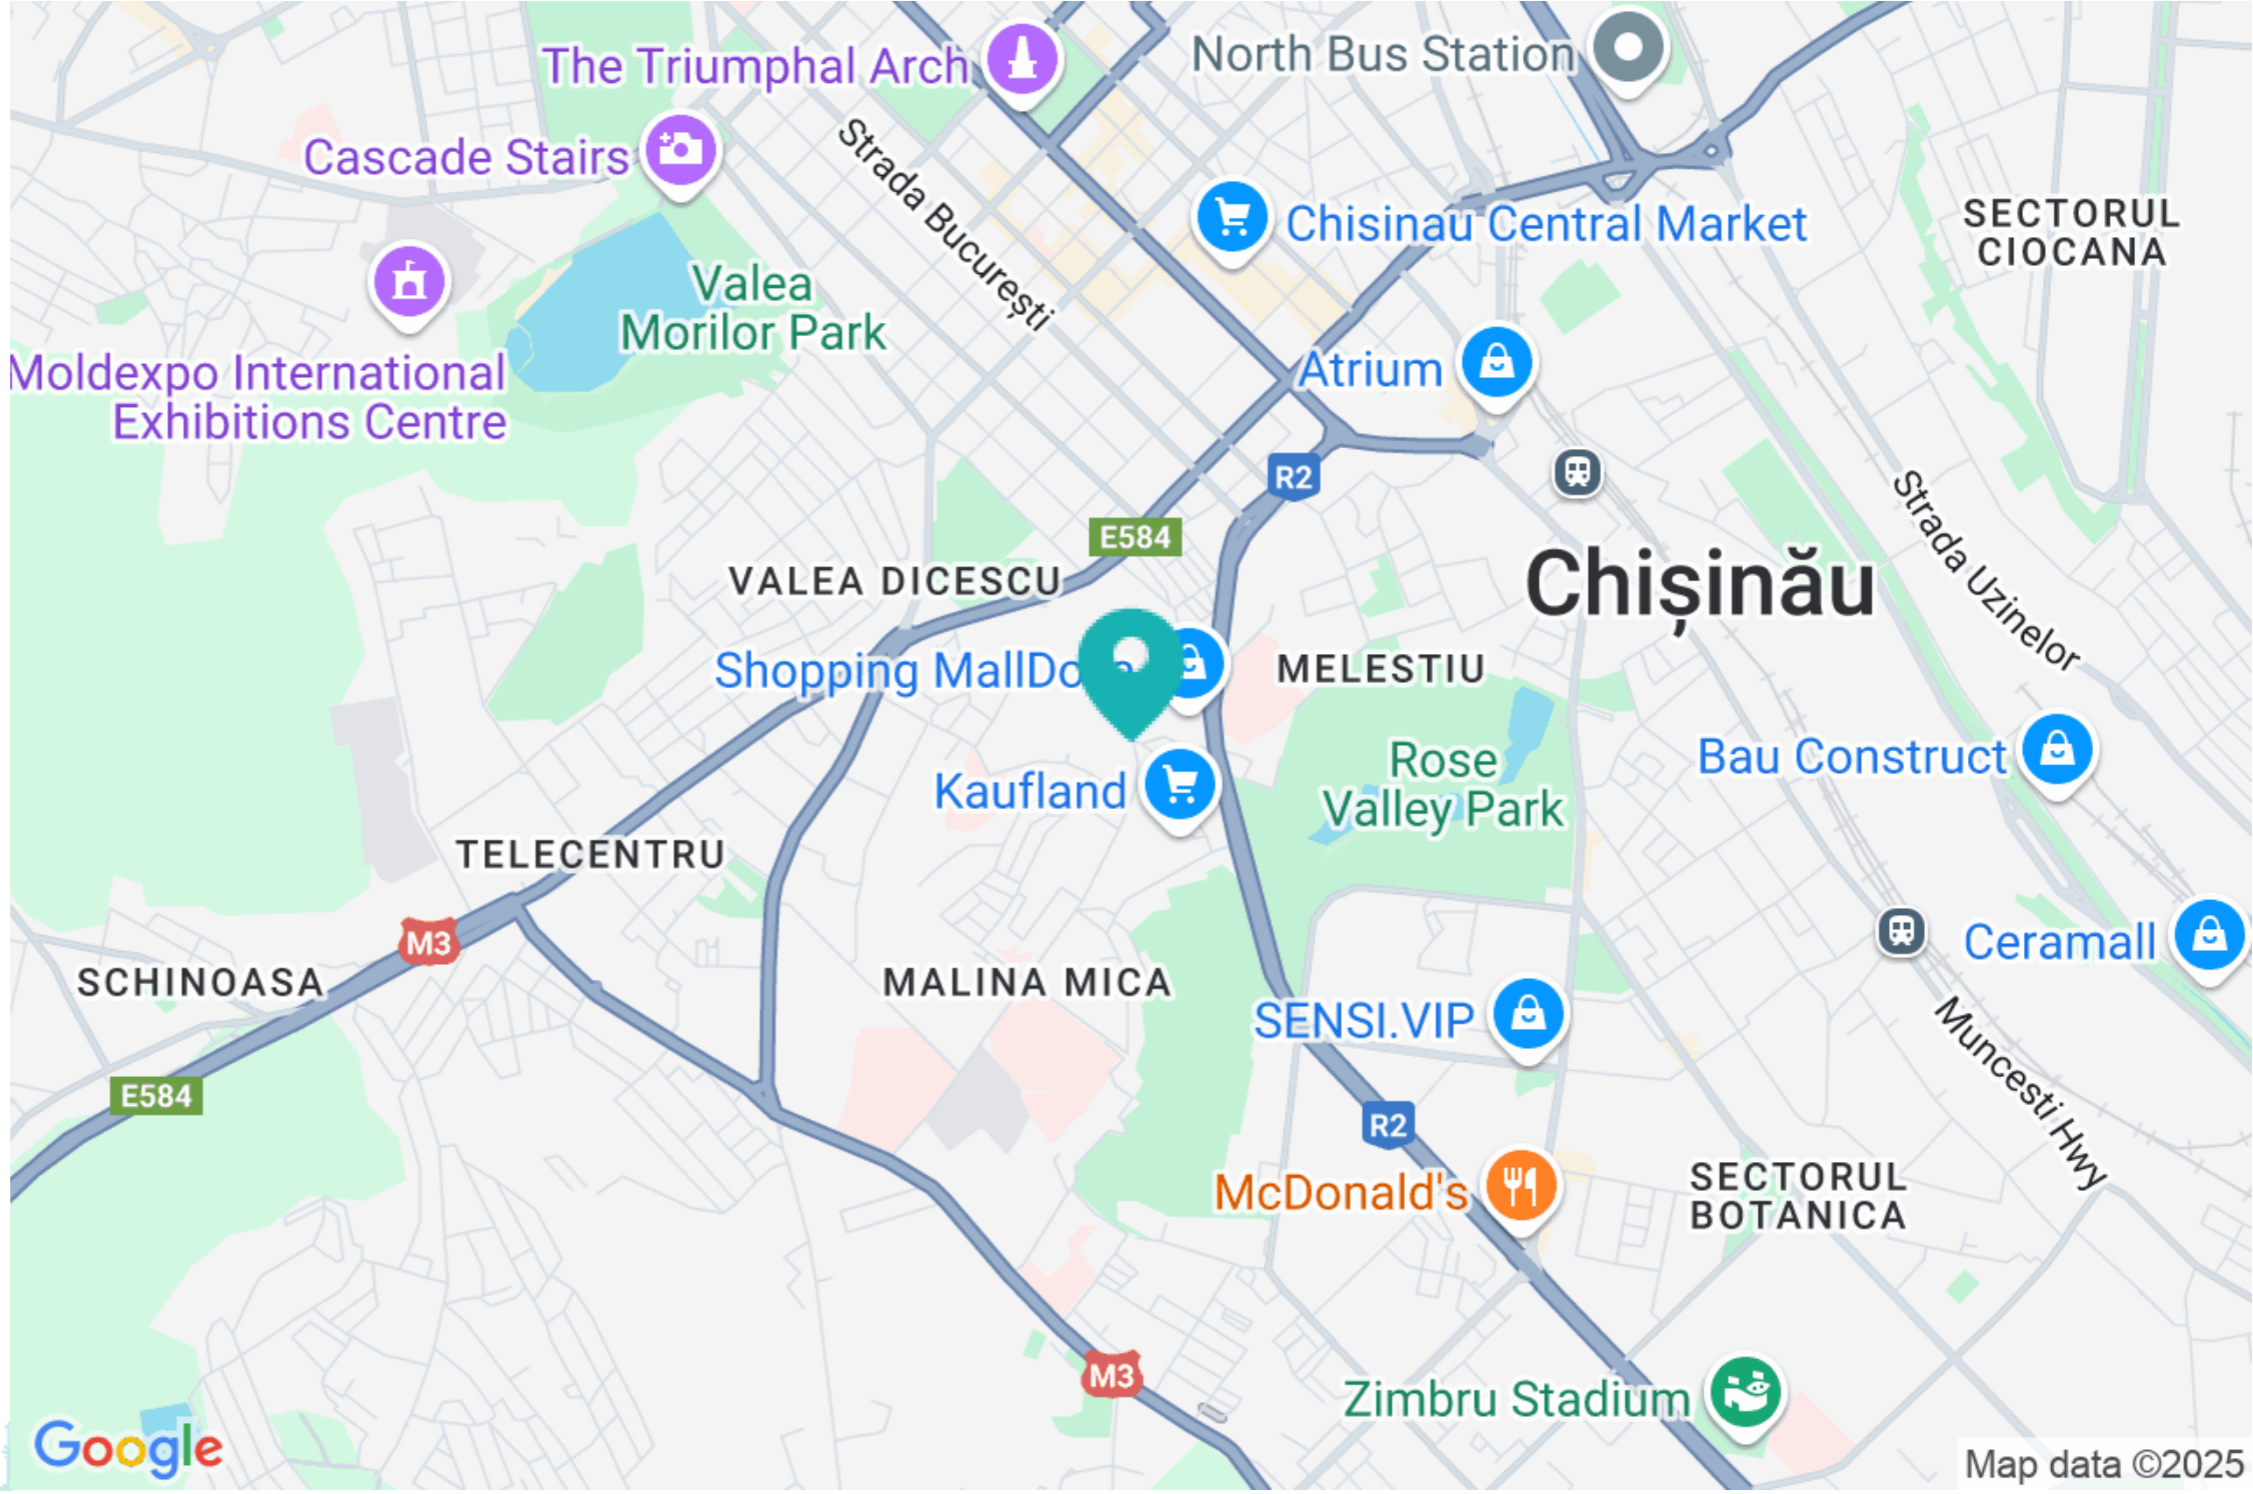 The Triumphal Arch
North Bus Station
Cascade Stairs
Strada București
Chisinau Central Market
SECTORUL
CIOCANA
Valea
Morilor Park
Moldexpo International
Exhibitions Centre
Atrium
R2
E584
Strada Uzinelor
Chișinău
VALEA DICESCU
Shopping MallDo
MELESTIU
Rose
Valley Park
Bau Construct
Kaufland
TELECENTRU
M3
Ceramall
SCHINOASA
MALINA MICA
SENSI.VIP
Muncesti Hwy
E584
R2
McDonald's
SECTORUL
BOTANICA
M3
Zimbru Stadium
Google
Map data ©2025